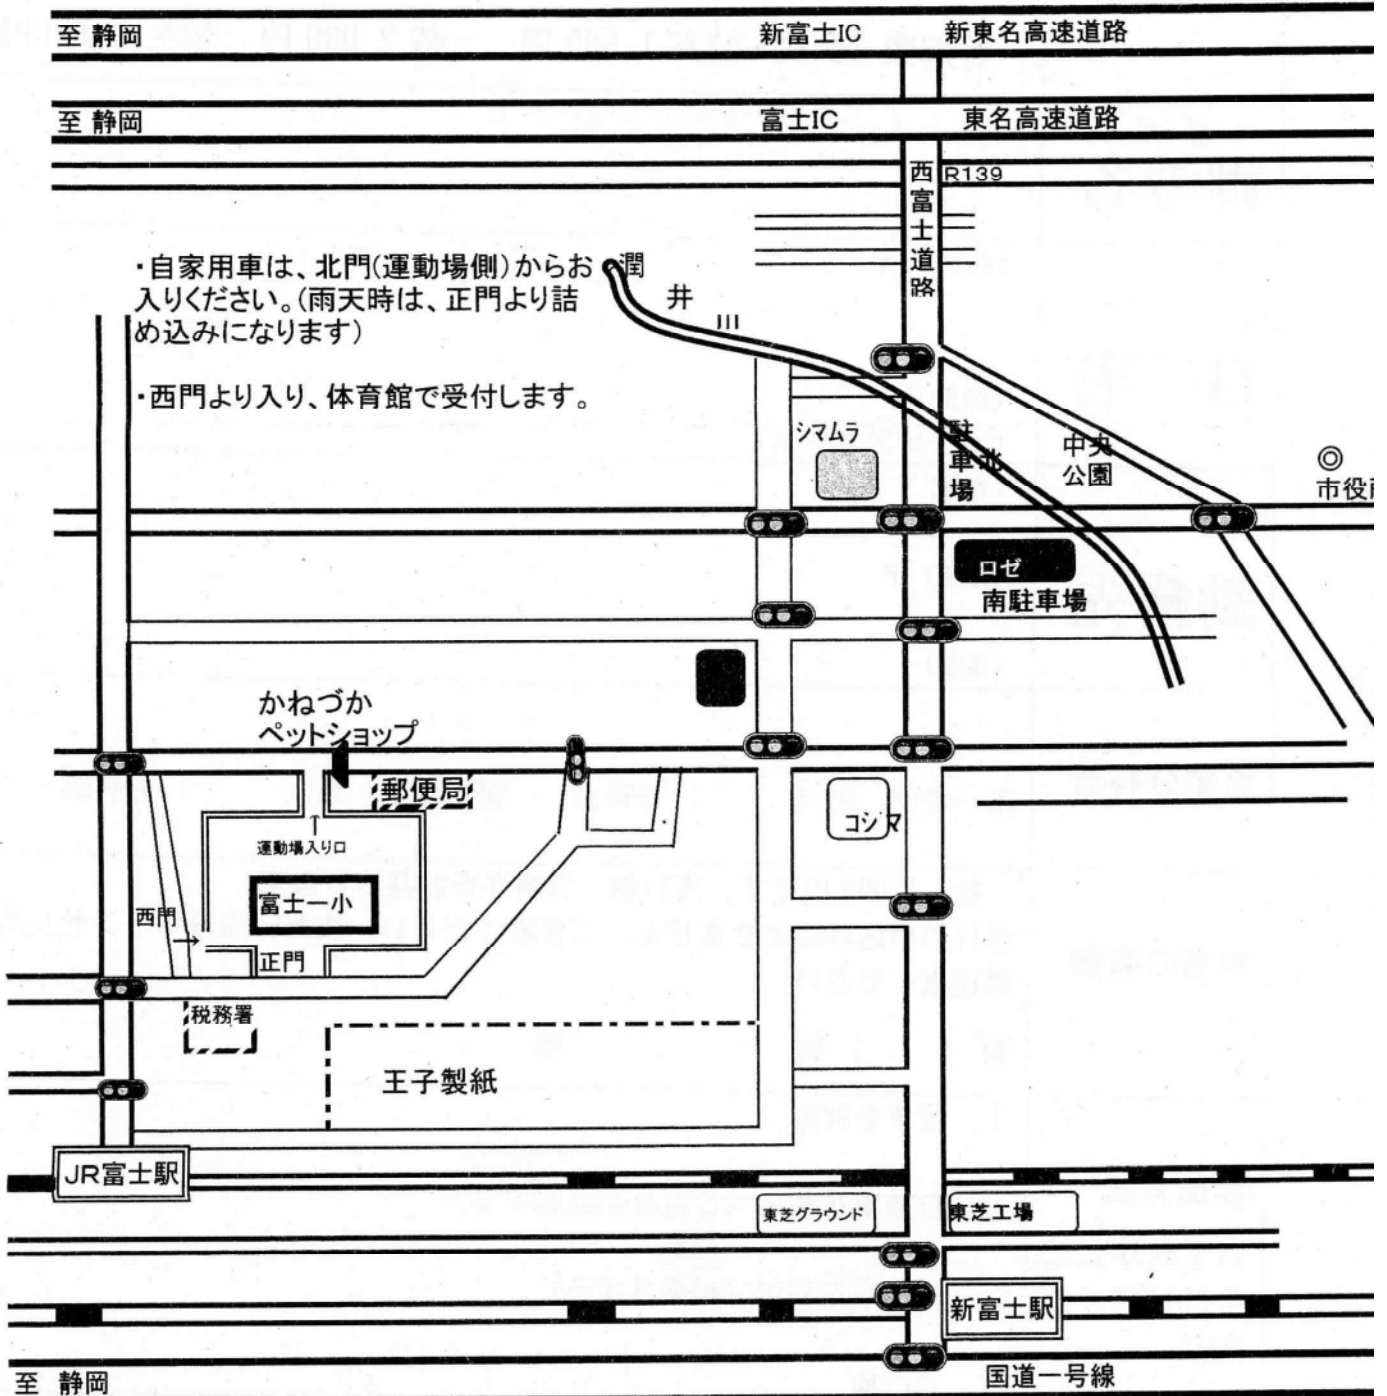 至 静岡
新富士IC
新東名高速道路
至 静岡
富士IC
東名高速道路
西富士道路
R139
・自家用車は、北門(運動場側)からお
入りください。(雨天時は、正門より詰
め込みになります)
・西門より入り、体育館で受付します。
潤井川
シマムラ
北
駐車場
中央
公園
◎
市役所
ロゼ
南駐車場
かねづか
ペットショップ
郵便局
コジマ
↑
運動場入り口
富士一小
西門
→
正門
税務署
王子製紙
JR富士駅
東芝グラウンド
東芝工場
新富士駅
至 静岡
国道一号線